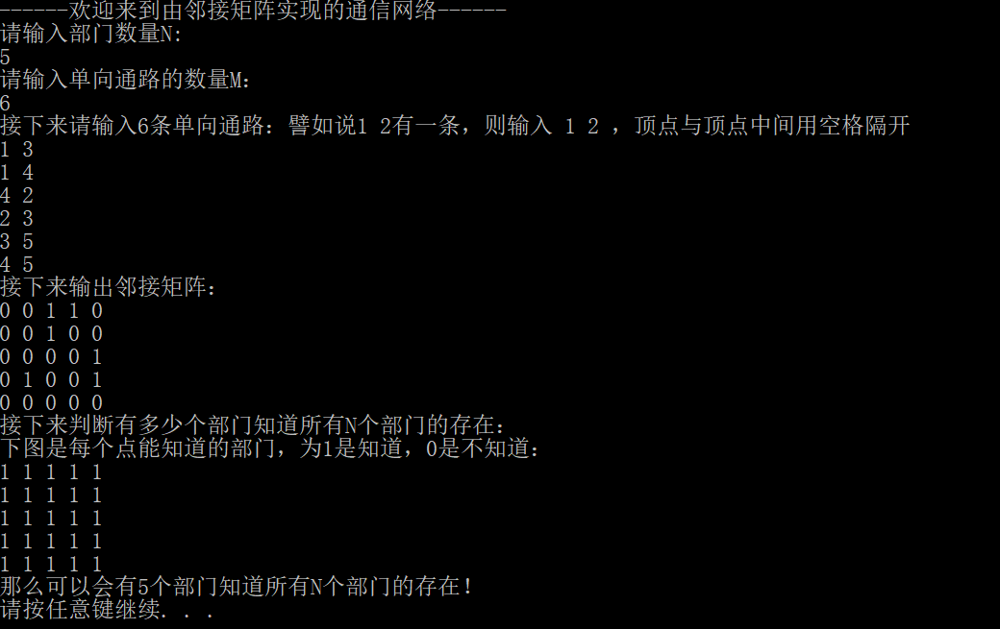 ------欢迎来到由邻接矩阵实现的通信网络------
请输入部门数量N:
5
请输入单向通路的数量M:
6
接下来请输入6条单向通路：譬如说1 2有一条，则输入 1 2 ，顶点与顶点中间用空格隔开
1 3
1 4
4 2
2 3
3 5
4 5
接下来输出邻接矩阵：
0 0 1 1 0
0 0 1 0 0
0 0 0 0 1
0 1 0 0 1
0 0 0 0 0
接下来判断有多少个部门知道所有N个部门的存在：
下图是每个点能知道的部门，为1是知道，0是不知道：
1 1 1 1 1
1 1 1 1 1
1 1 1 1 1
1 1 1 1 1
1 1 1 1 1
那么可以会有5个部门知道所有N个部门的存在！
请按任意键继续. . .